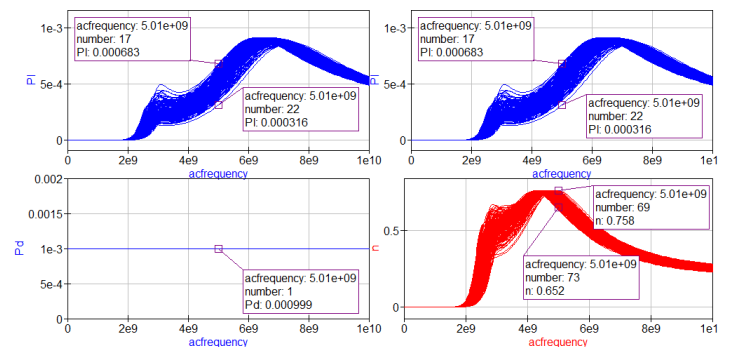 acfrequency: 5.01e+09
number: 17
Pl: 0.000683
acfrequency: 5.01e+09
number: 22
Pl: 0.000316
1e-3
5e-4
0
Pl
0 2e9 4e9 6e9 8e9 1e10
acfrequency
acfrequency: 5.01e+09
number: 17
Pl: 0.000683
acfrequency: 5.01e+09
number: 22
Pl: 0.000316
1e-3
5e-4
0
Pl
0 2e9 4e9 6e9 8e9 1e1
acfrequency
0.002
0.0015
1e-3
5e-4
0
Pd
acfrequency: 5.01e+09
number: 1
Pd: 0.000999
0 2e9 4e9 6e9 8e9 1e10
acfrequency
acfrequency: 5.01e+09
number: 69
n: 0.758
acfrequency: 5.01e+09
number: 73
n: 0.652
0.5
0
n
0 2e9 4e9 6e9 8e9 1e1
acfrequency